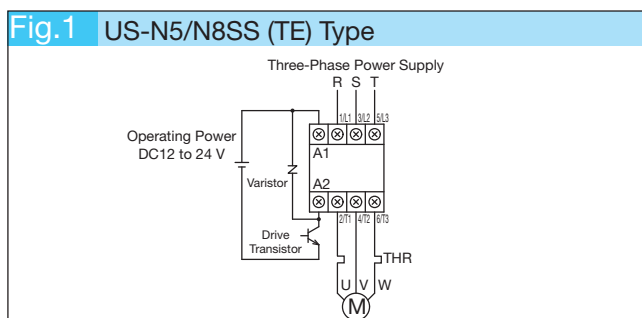 Fig.1 US-N5/N8SS (TE) Type
Three-Phase Power Supply
R S T
1/L1 3/L2 5/L3
Operating Power
DC12 to 24 V
A1
Varistor
A2
2/T1 4/T2 6/T3
Drive
Transistor
THR
U V W
M